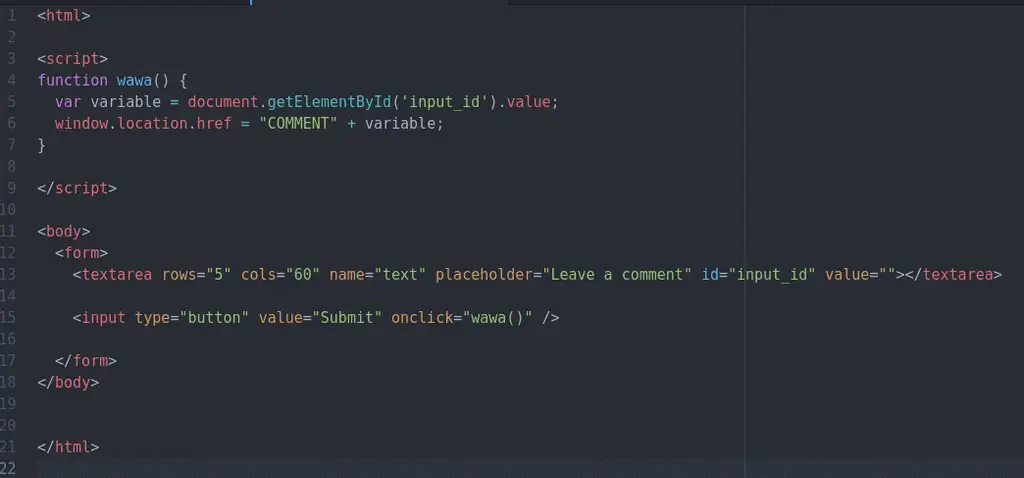 1 <html>
2
3 <script>
4 function wawa() {
5   var variable = document.getElementById('input_id').value;
6   window.location.href = "COMMENT" + variable;
7 }
8
9 </script>
10
11 <body>
12   <form>
13     <textarea rows="5" cols="60" name="text" placeholder="Leave a comment" id="input_id" value=""></textarea>
14
15     <input type="button" value="Submit" onclick="wawa()" />
16
17   </form>
18 </body>
19
20
21 </html>
22